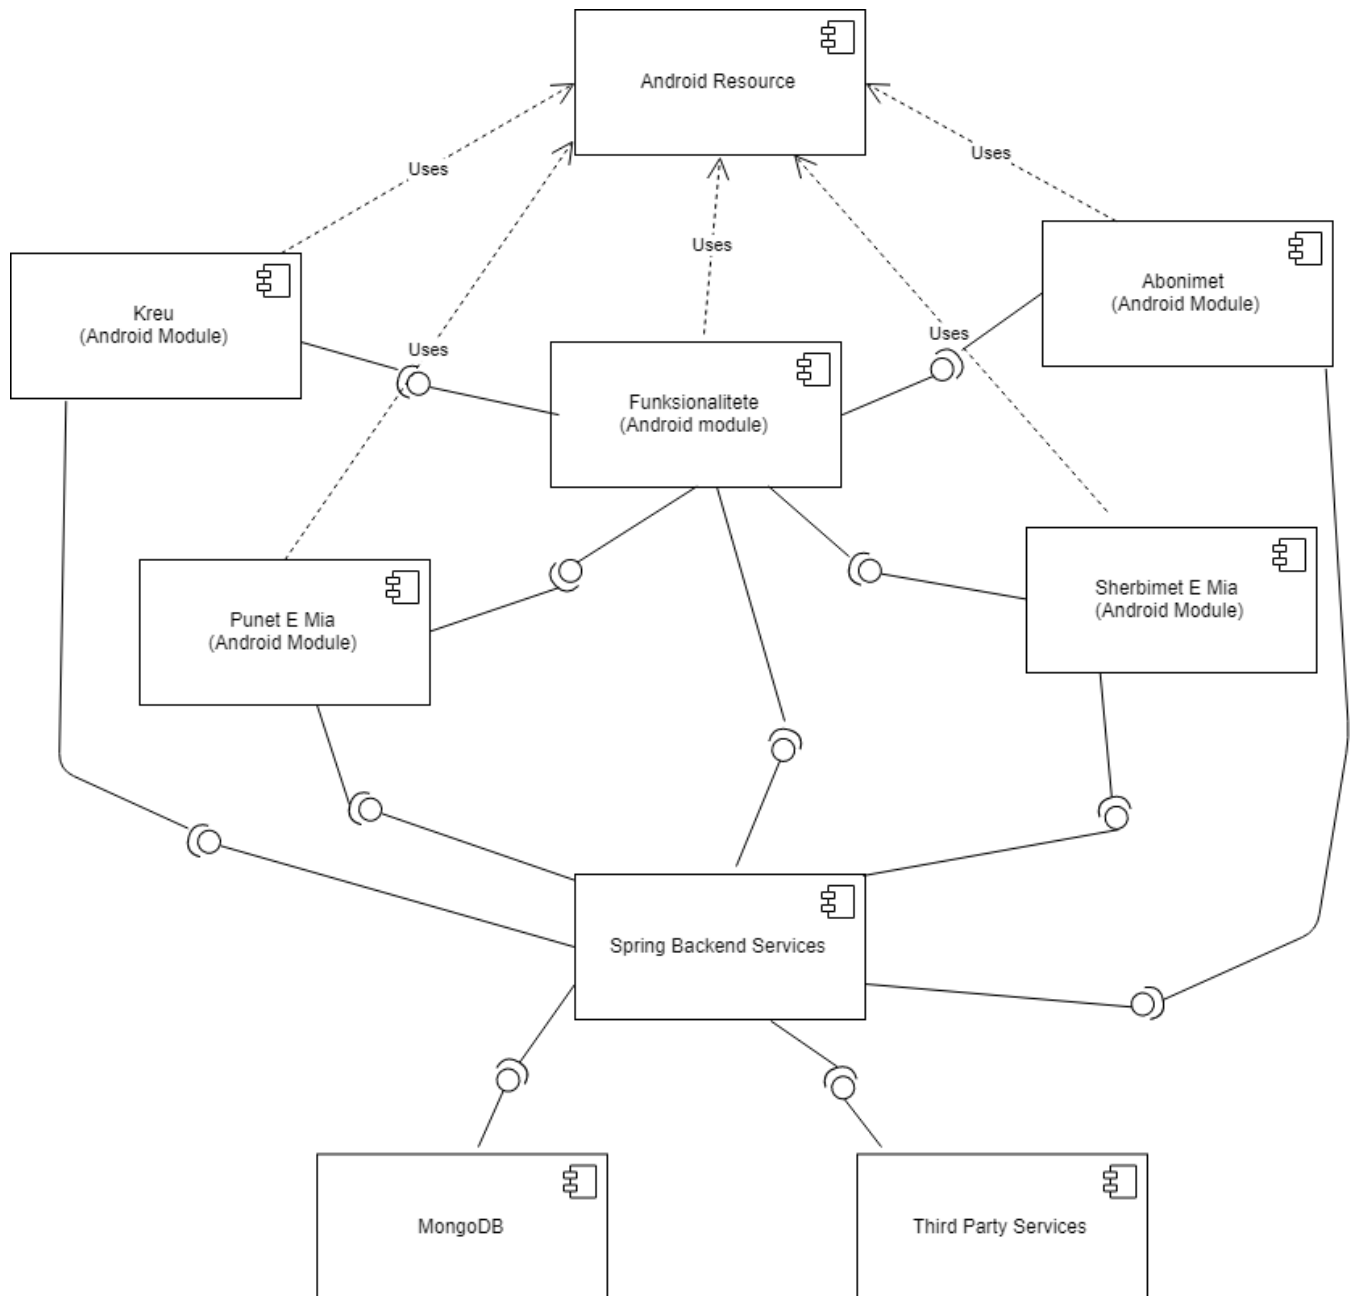 Android Resource
Uses
Uses
Uses
Abonimet
(Android Module)
Kreu
(Android Module)
Uses
Uses
Funksionalitete
(Android module)
Punet E Mia
(Android Module)
Sherbimet E Mia
(Android Module)
Spring Backend Services
MongoDB
Third Party Services